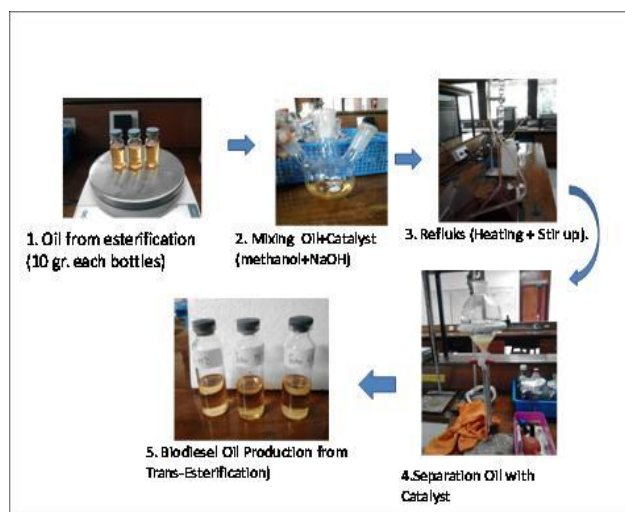 1. Oil from esterification
(10 gr. each bottles)
2. Mixing Oil+Catalyst
(methanol+NaOH)
3. Refluks (Heating + Stir up).
4.Separation Oil with
Catalyst
5. Biodiesel Oil Production from
Trans-Esterification)